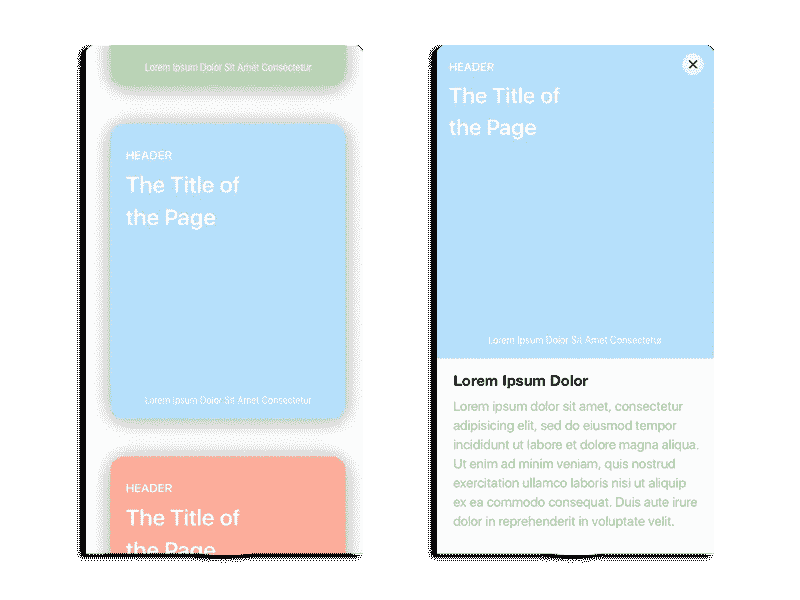 Lorem Ipsum Dolor Sit Amet Consectetur
HEADER
The Title of
the Page
Lorem Ipsum Dolor Sit Amet Consectetur
HEADER
The Title of
the Page
HEADER
The Title of
the Page
Lorem Ipsum Dolor Sit Amet Consectetur
Lorem Ipsum Dolor
Lorem ipsum dolor sit amet, consectetur
adipisicing elit, sed do eiusmod tempor
incididunt ut labore et dolore magna aliqua.
Ut enim ad minim veniam, quis nostrud
exercitation ullamco laboris nisi ut aliquip
ex ea commodo consequat. Duis aute irure
dolor in reprehenderit in voluptate velit.